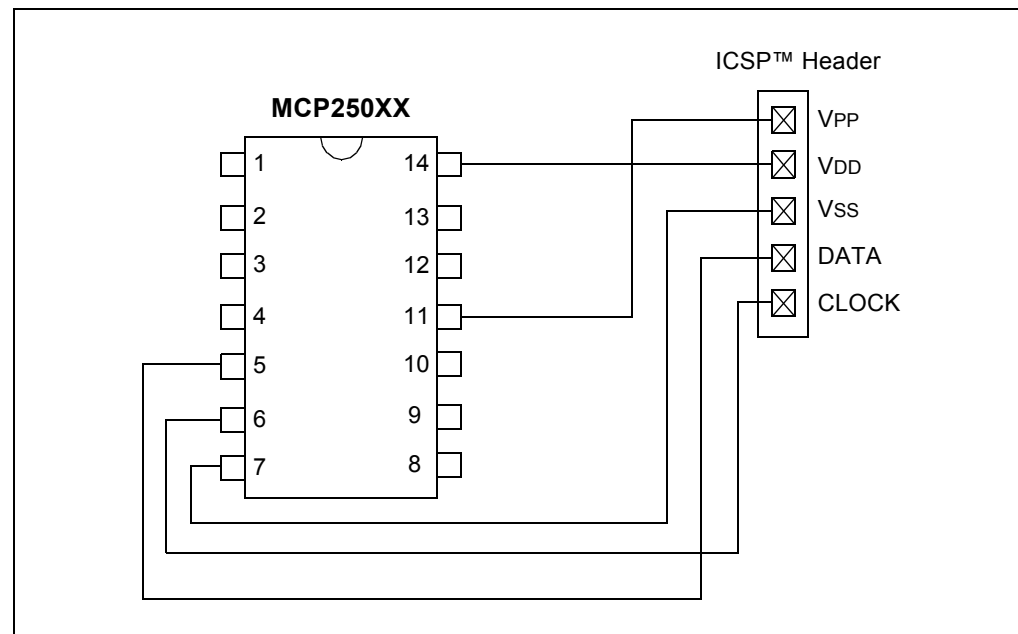 ICSP™ Header
MCP250XX
VPP
VDD
VSS
DATA
CLOCK
1
2
3
4
5
6
7
14
13
12
11
10
9
8